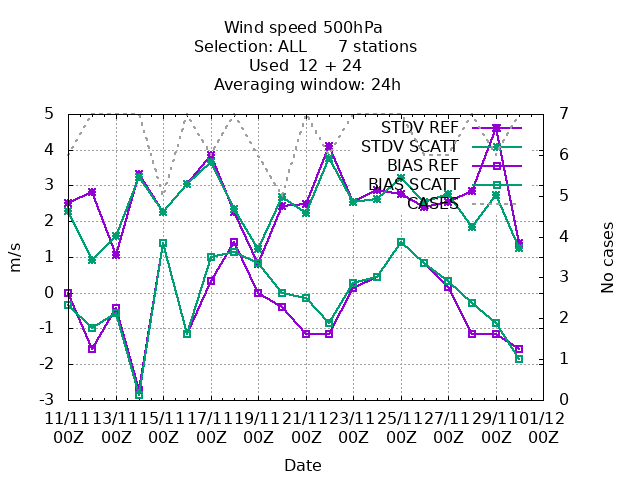 Wind speed 500hPa
Selection: ALL 7 stations
Used 12 + 24
Averaging window: 24h
5 7
STDV REF
4 6
STDV SCATT
BIAS REF
3 5
BIAS SCATT
CASES
2 4
m/s
No cases
1 3
0 2
-1
-2 1
-3 0
11/11 13/11 15/11 17/11 19/11 21/11 23/11 25/11 27/11 29/11 01/12
00Z 00Z 00Z 00Z 00Z 00Z 00Z 00Z 00Z 00Z 00Z
Date